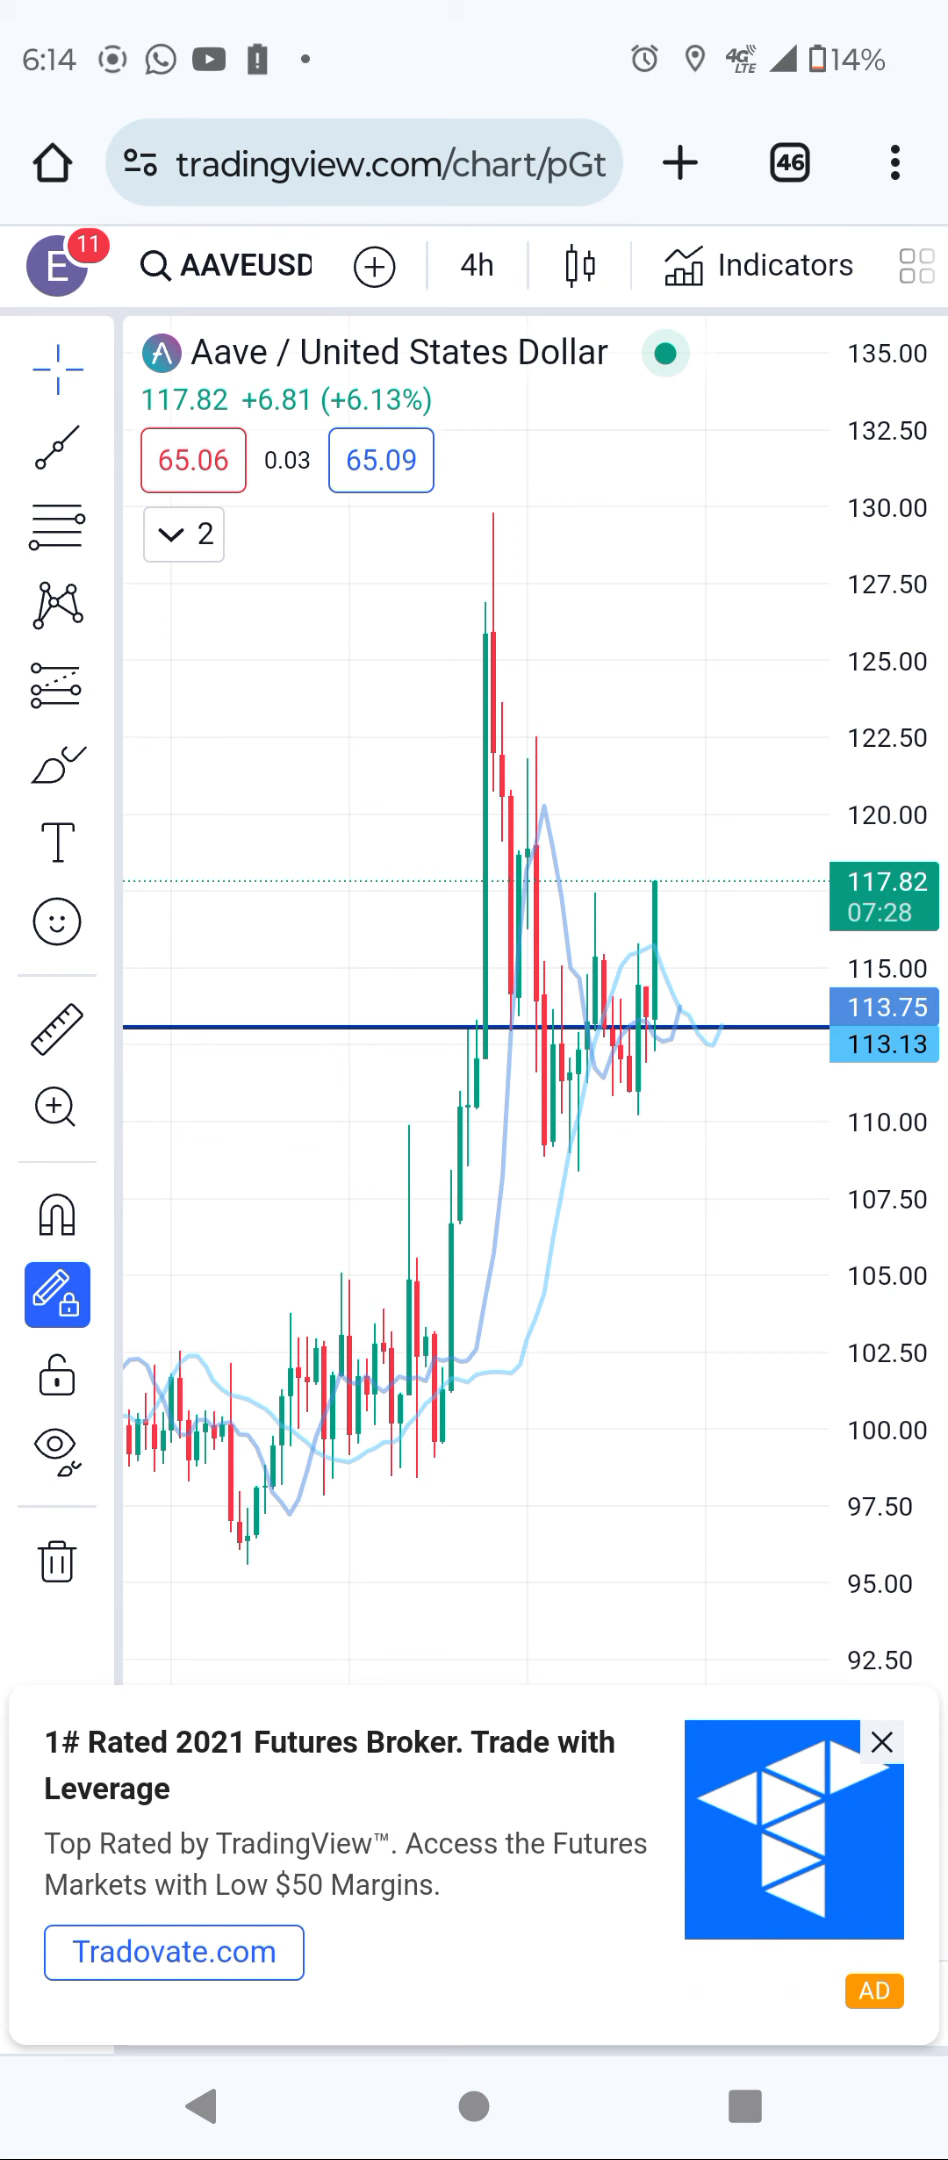 6:14
4G LTE
14%
tradingview.com/chart/pGt
46
E
11
AAVEUSD
4h
Indicators
Aave / United States Dollar
117.82 +6.81 (+6.13%)
65.06
0.03
65.09
2
135.00
132.50
130.00
127.50
125.00
122.50
120.00
117.82
07:28
115.00
113.75
113.13
110.00
107.50
105.00
102.50
100.00
97.50
95.00
92.50
1# Rated 2021 Futures Broker. Trade with
Leverage
Top Rated by TradingView™. Access the Futures
Markets with Low $50 Margins.
Tradovate.com
AD